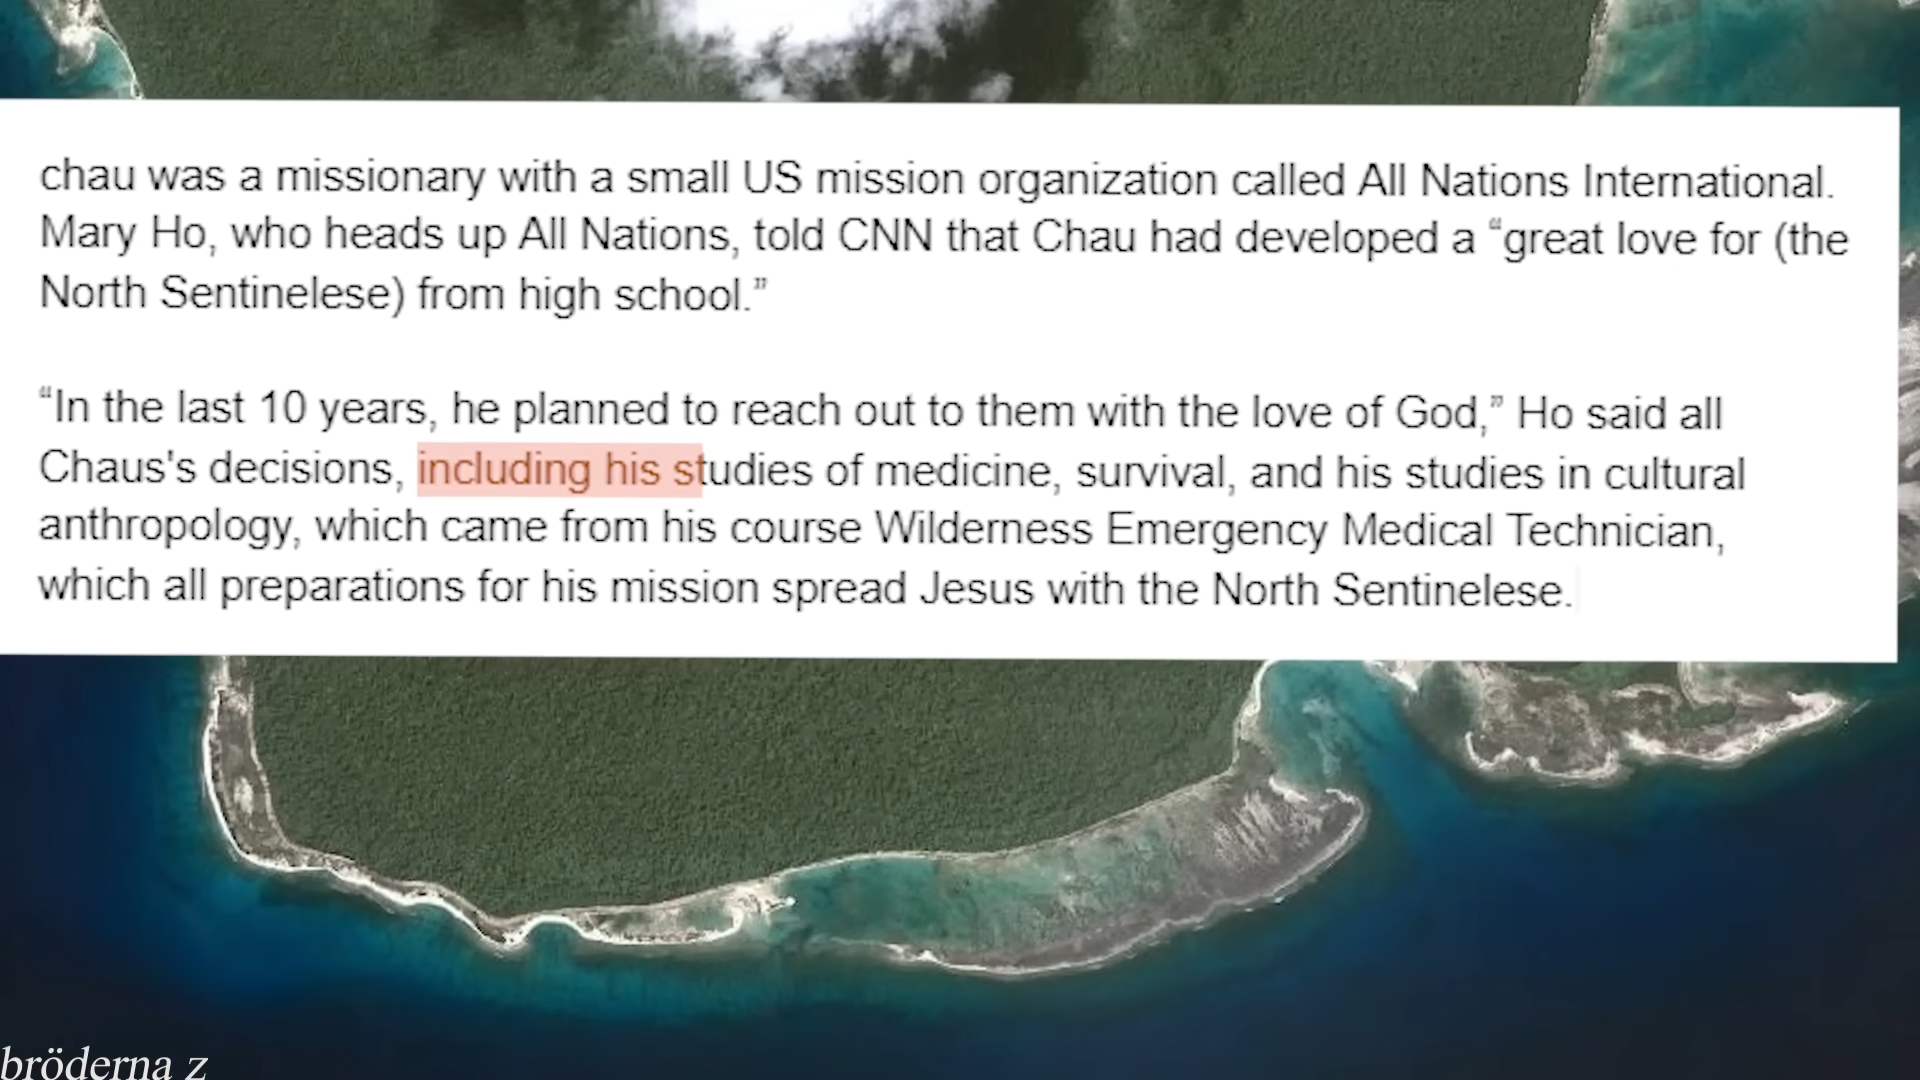 chau was a missionary with a small US mission organization called All Nations International.
Mary Ho, who heads up All Nations, told CNN that Chau had developed a “great love for (the
North Sentinelese) from high school.”
“In the last 10 years, he planned to reach out to them with the love of God,” Ho said all
Chaus's decisions, including his studies of medicine, survival, and his studies in cultural
anthropology, which came from his course Wilderness Emergency Medical Technician,
which all preparations for his mission spread Jesus with the North Sentinelese.
bröderna z